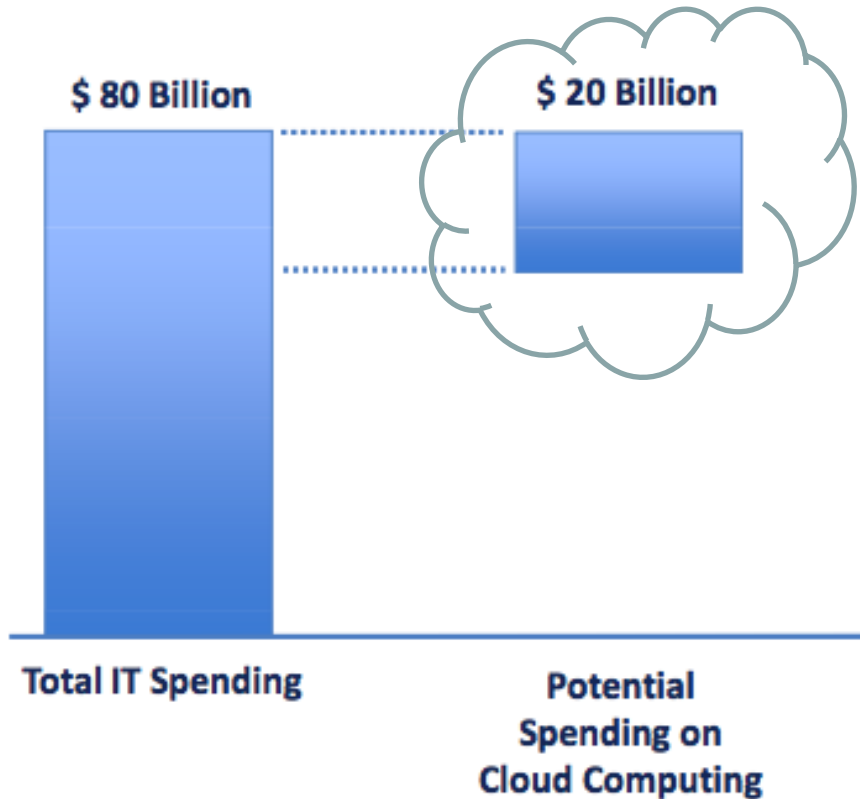 $ 80 Billion
$ 20 Billion
Total IT Spending
Potential
Spending on
Cloud Computing